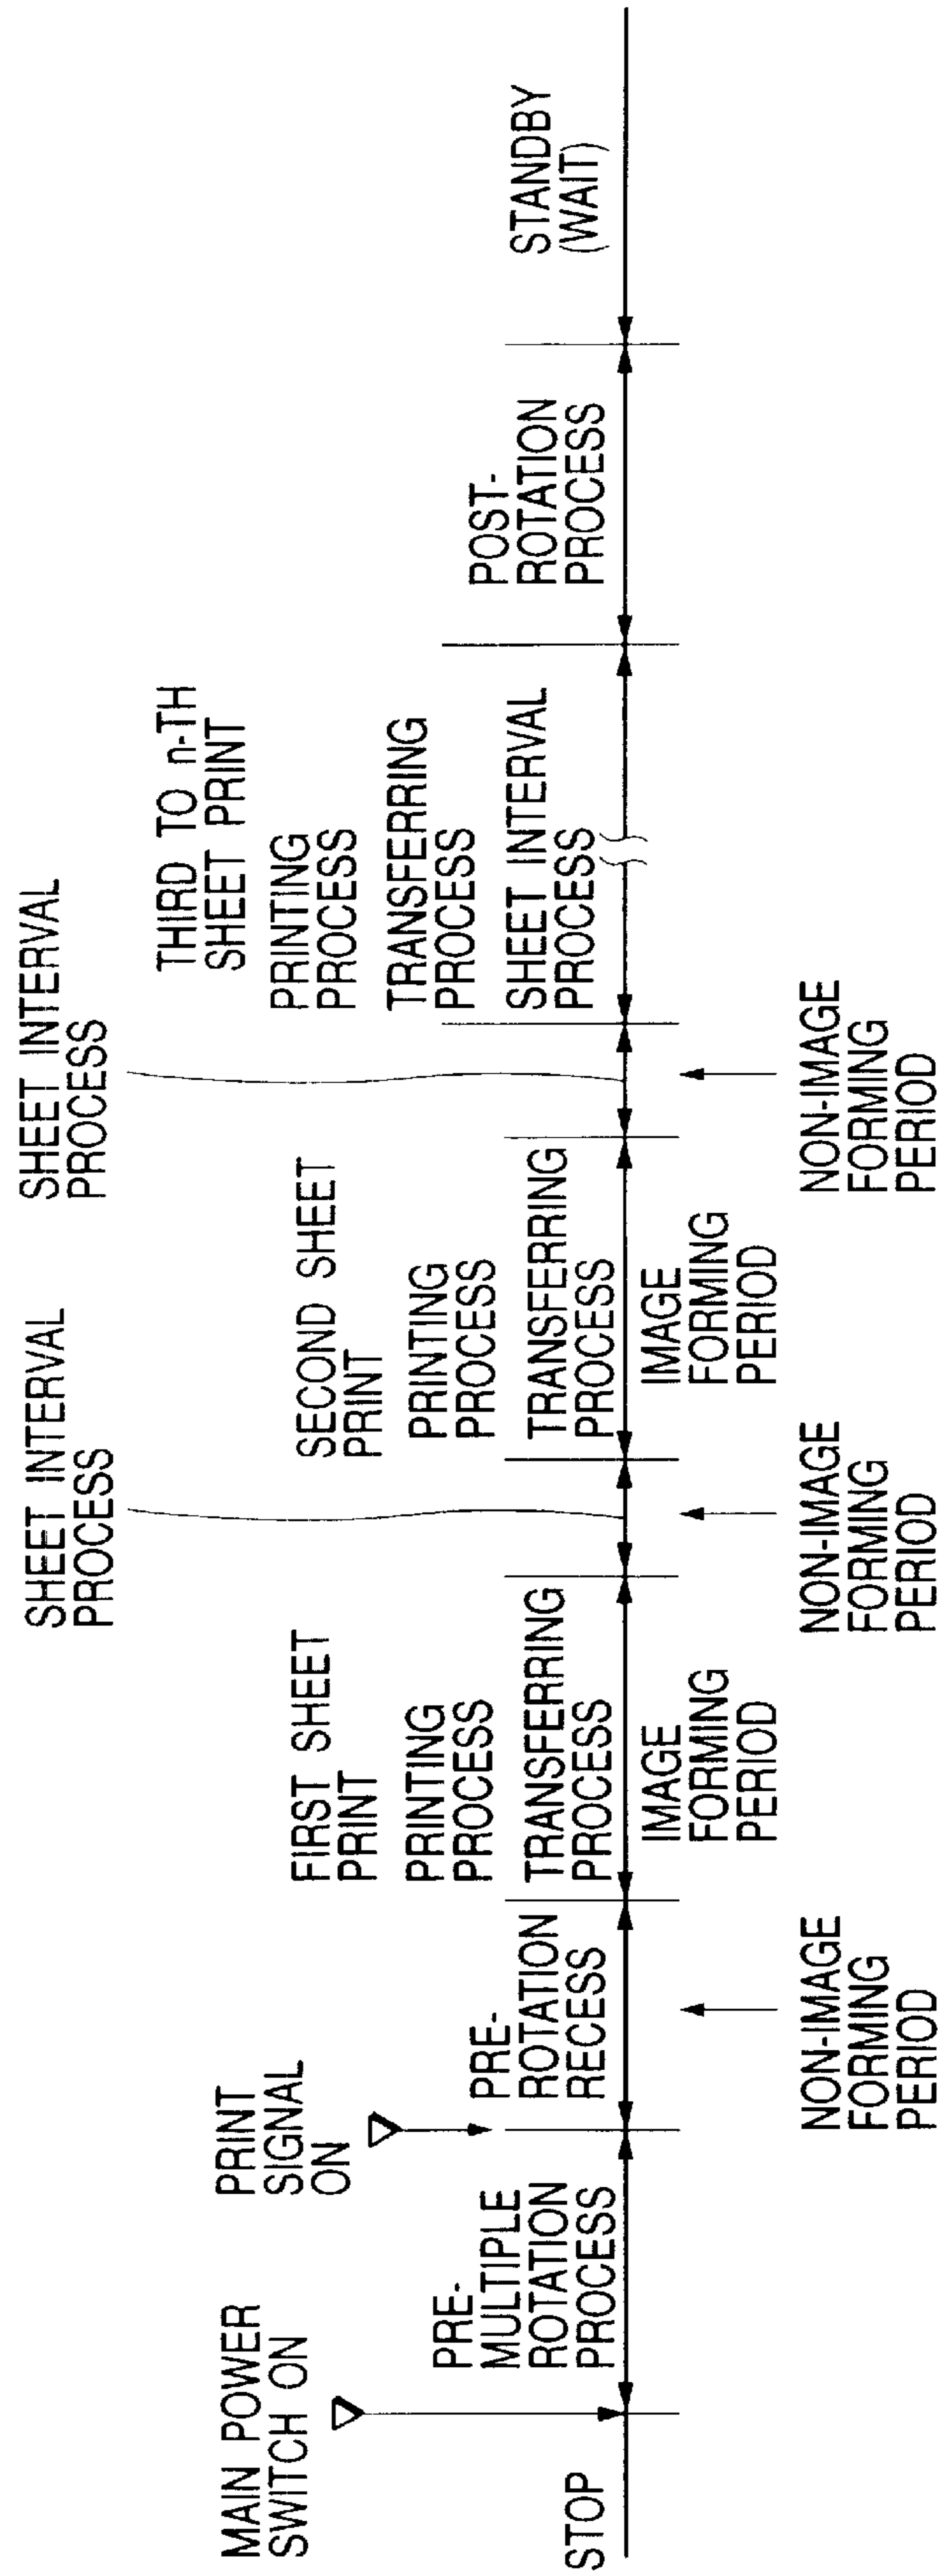 MAIN POWER
SWITCH ON
STOP
PRE-
MULTIPLE
ROTATION
PROCESS
PRINT
SIGNAL
ON
PRE-
ROTATION
RECESS
NON-IMAGE
FORMING
PERIOD
FIRST SHEET
PRINT
PRINTING
PROCESS
TRANSFERRING
PROCESS
IMAGE
FORMING
PERIOD
SHEET INTERVAL
PROCESS
NON-IMAGE
FORMING
PERIOD
SECOND SHEET
PRINT
PRINTING
PROCESS
TRANSFERRING
PROCESS
IMAGE
FORMING
PERIOD
SHEET INTERVAL
PROCESS
NON-IMAGE
FORMING
PERIOD
THIRD TO n-TH
SHEET PRINT
PRINTING
PROCESS
TRANSFERRING
PROCESS
SHEET INTERVAL
PROCESS
POST-
ROTATION
PROCESS
STANDBY
(WAIT)